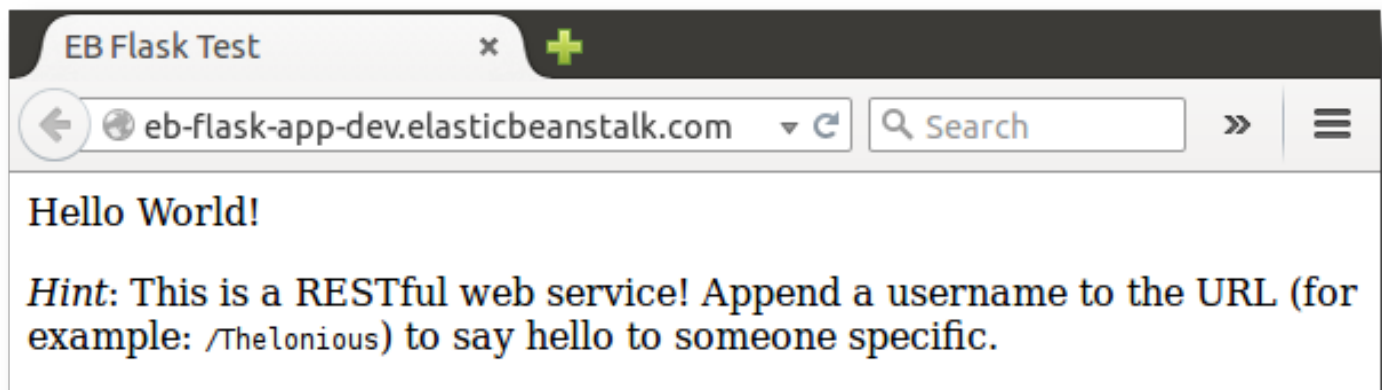 EB Flask Test
eb-flask-app-dev.elasticbeanstalk.com
Search
Hello World!
Hint: This is a RESTful web service! Append a username to the URL (for
example: /Thelonious) to say hello to someone specific.